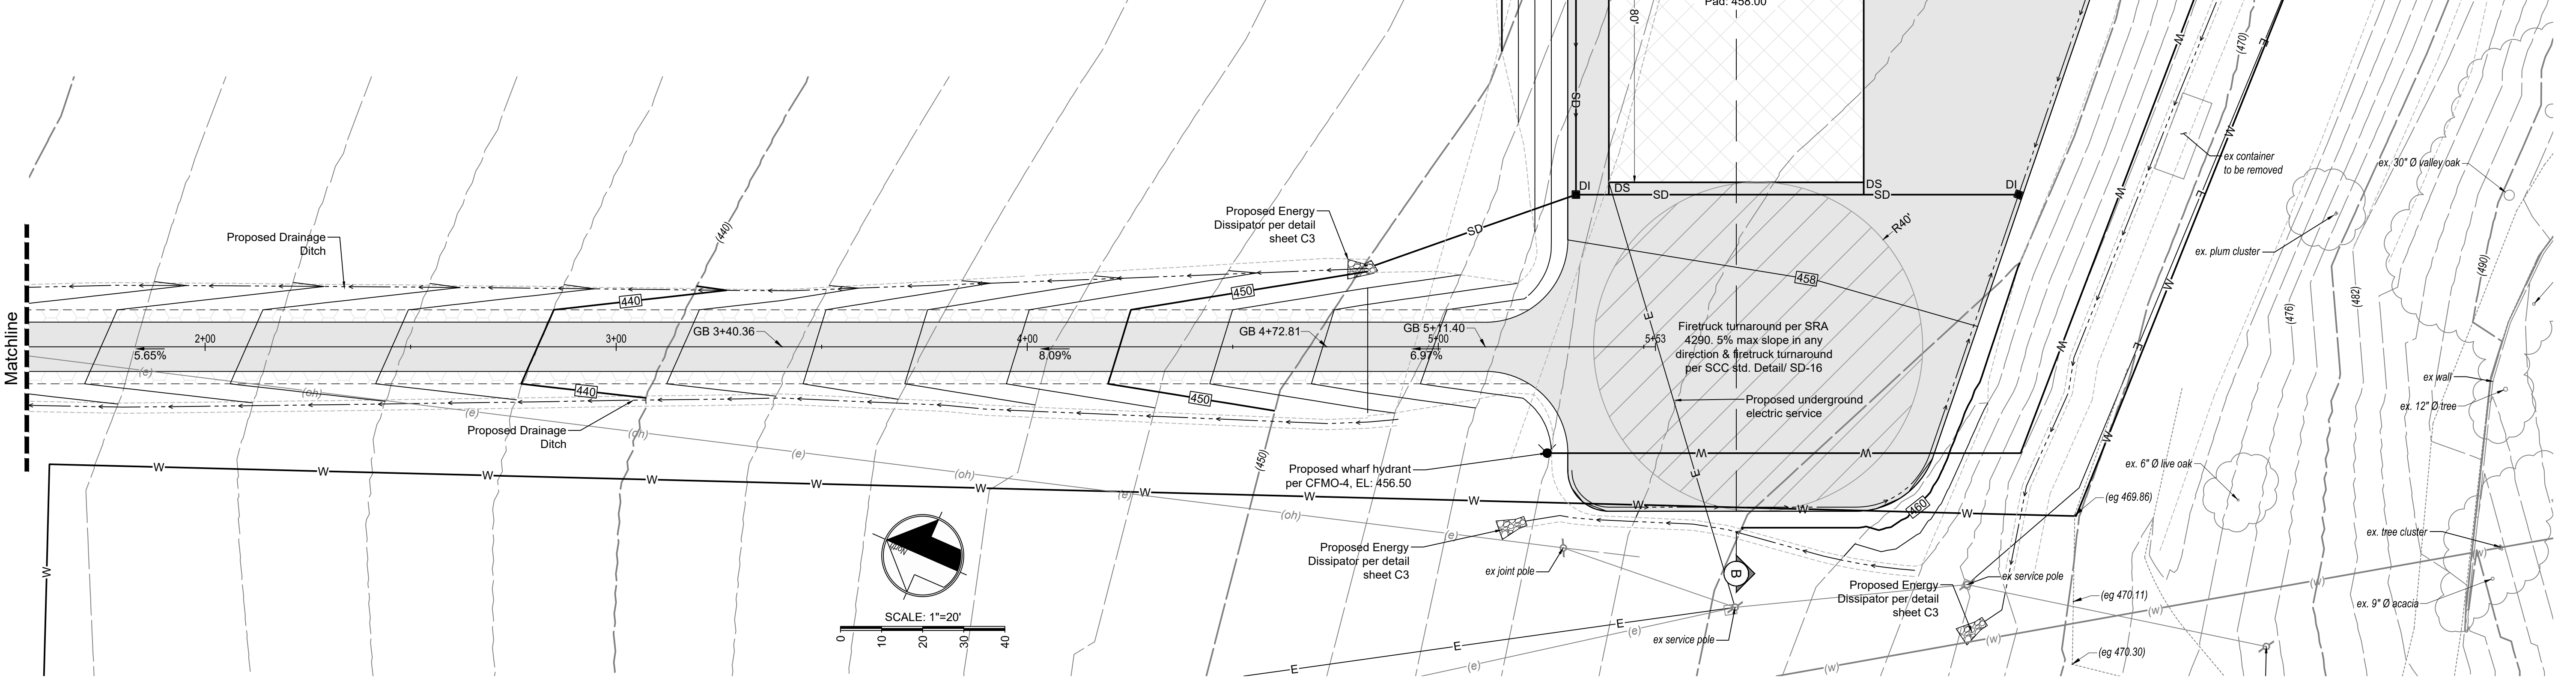 Pad: 458.00
80'
(470)
E
W
SD
W
W
ex container
to be removed
ex. 30" Ø valley oak
DI
DS
SD
DS
SD
DI
W
E
Proposed Energy
Dissipator per detail
sheet C3
SD
R40'
ex. plum cluster
(440)
Proposed Drainage
Ditch
(490)
458
W
440
450
(476)
(482)
Matchline
2+00
3+00
GB 3+40.36
4+00
GB 4+72.81
GB 5+11.40
5+00
5+53
5.65%
8.09%
6.97%
E
Firetruck turnaround per SRA
4290. 5% max slope in any
direction & firetruck turnaround
per SCC std. Detail/ SD-16
W
E
(e)
(oh)
440
450
ex wall
ex. 12" Ø tree
Proposed underground
electric service
(e)
Proposed Drainage
Ditch
(oh)
(e)
(oh)
(450)
W
W
W
W
ex. 6" Ø live oak
Proposed wharf hydrant
per CFMO-4, EL: 456.50
E
W
W
W
W
W
W
W
(e)
W
W
W
W
W
W
(eg 469.86)
460
(oh)
(e)
North
Proposed Energy
Dissipator per detail
sheet C3
ex joint pole
B
ex. tree cluster
(w)
W
ex service pole
Proposed Energy
Dissipator per detail
sheet C3
(w)
(eg 470.11)
(w)
ex. 9" Ø acacia
SCALE: 1"=20'
0
10
20
30
40
E
E
E
(e)
(e)
ex service pole
(w)
(w)
(eg 470.30)